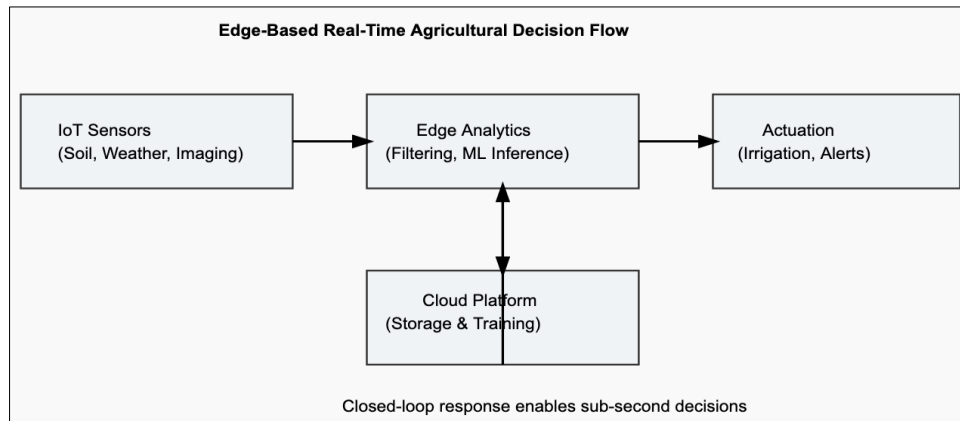 Edge-Based Real-Time Agricultural Decision Flow
IoT Sensors
(Soil, Weather, Imaging)
Edge Analytics
(Filtering, ML Inference)
Actuation
(Irrigation, Alerts)
Cloud Platform
(Storage & Training)
Closed-loop response enables sub-second decisions